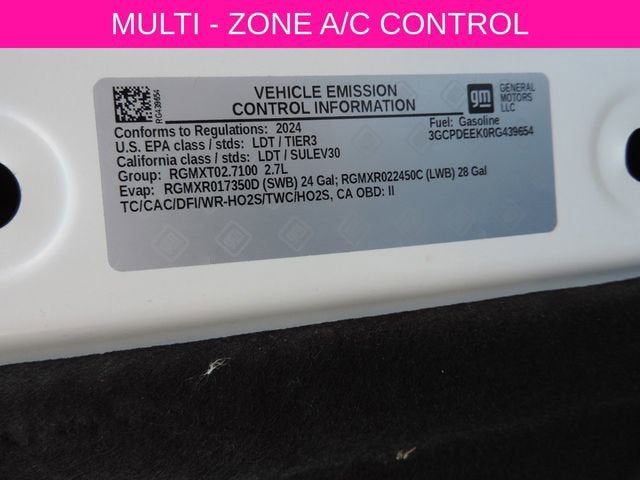 MULTI - ZONE A/C CONTROL
RG439654
VEHICLE EMISSION
CONTROL INFORMATION
gm
GENERAL
MOTORS
LLC
Conforms to Regulations: 2024
Fuel: Gasoline
U.S. EPA class / stds: LDT / TIER3
3GCPDEEK0RG439654
California class / stds: LDT / SULEV30
Group: RGMXT02.7100 2.7L
Evap: RGMXR017350D (SWB) 24 Gal; RGMXR022450C (LWB) 28 Gal
TC/CAC/DFI/WR-HO2S/TWC/HO2S, CA OBD: II